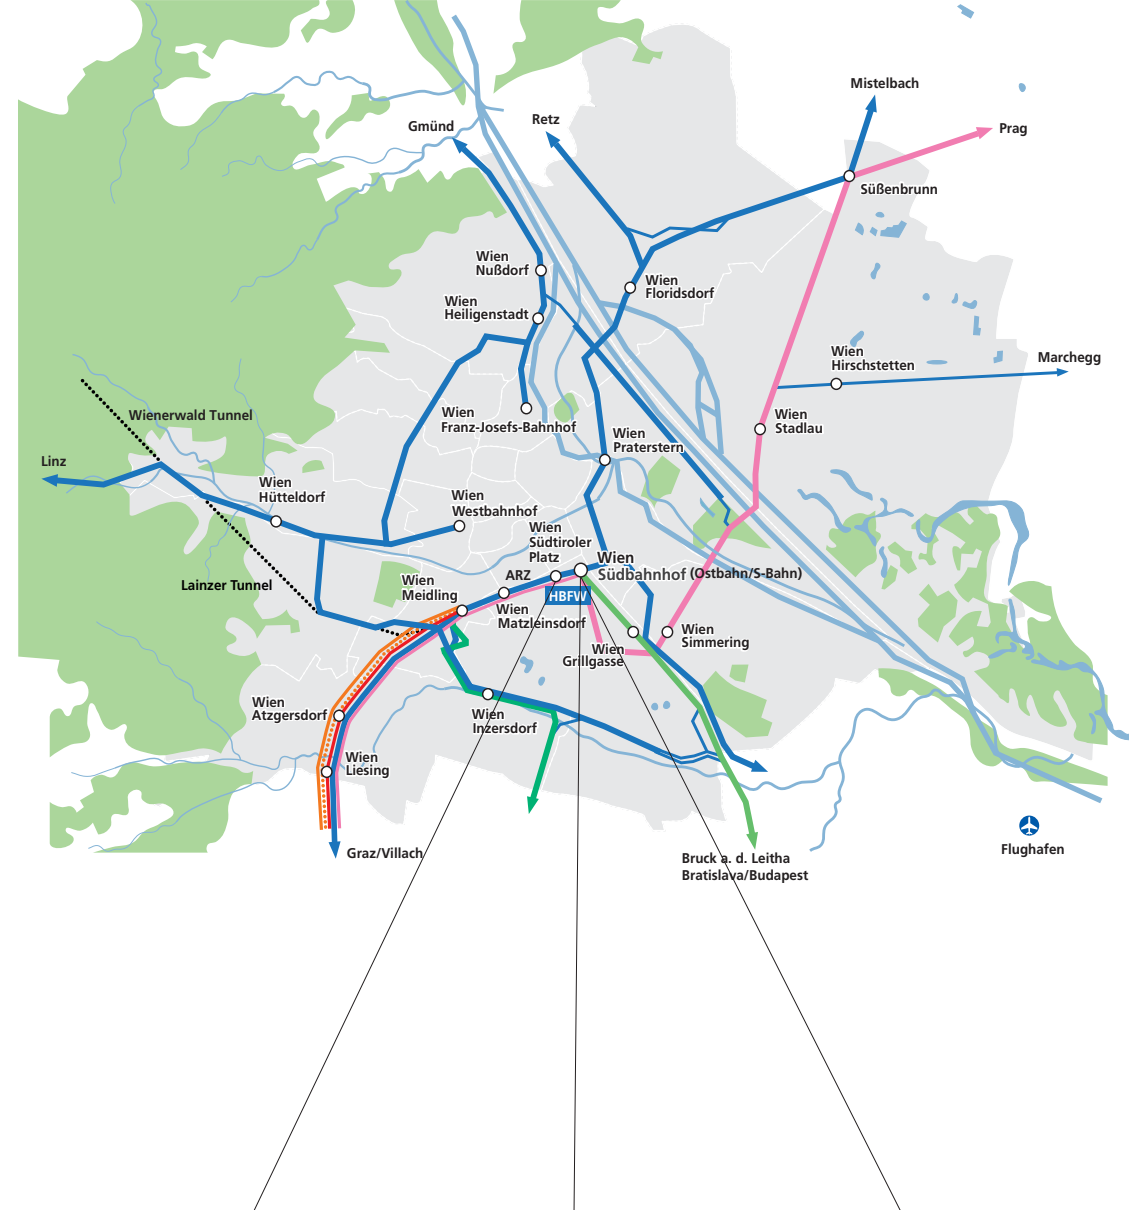 Mistelbach
Prag
Retz
Gmünd
Süßenbrunn
Wien
Nußdorf
Wien
Floridsdorf
Wien
Heiligenstadt
Wien
Hirschstetten
Marchegg
Wienerwald Tunnel
Wien
Franz-Josefs-Bahnhof
Wien
Stadlau
Wien
Praterstern
Linz
Wien
Hütteldorf
Wien
Westbahnhof
Wien
Südtiroler
Platz
Wien
Südbahnhof (Ostbahn/S-Bahn)
Lainzer Tunnel
Wien
Meidling
ARZ
HBFW
Wien
Matzleinsdorf
Wien
Simmering
Wien
Grillgasse
Wien
Atzgersdorf
Wien
Inzersdorf
Wien
Liesing
Graz/Villach
Bruck a. d. Leitha
Bratislava/Budapest
Flughafen